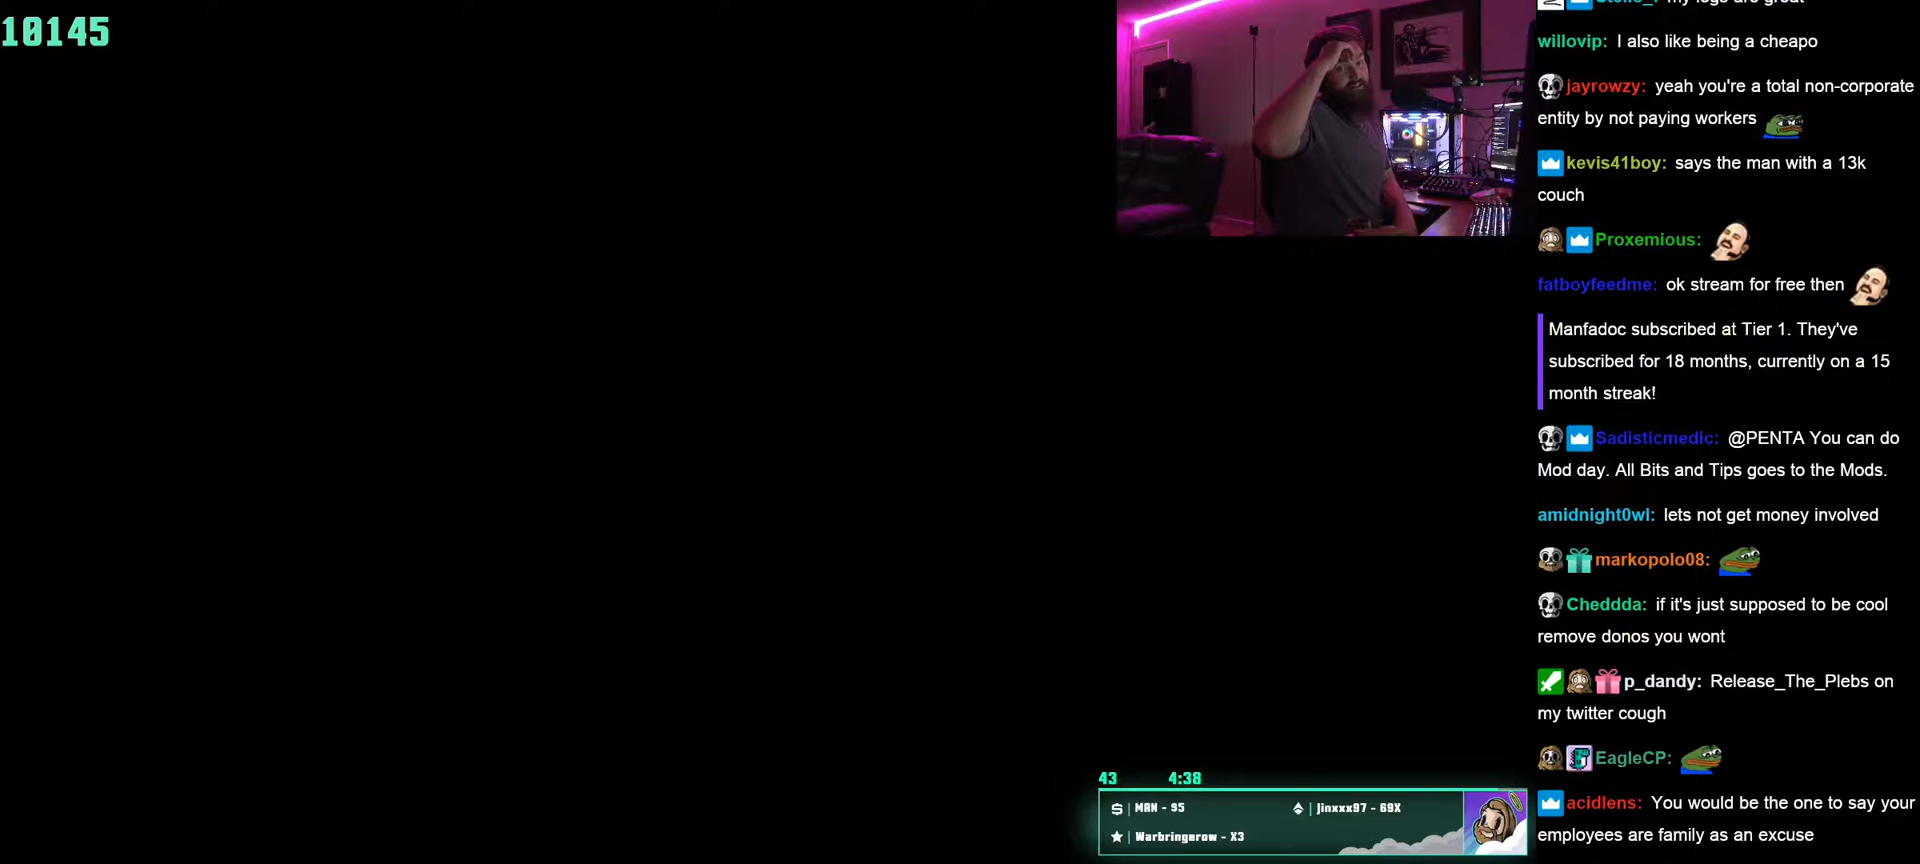 10145
my legs are great
willovip: I also like being a cheapo
jayrowzy: yeah you're a total non-corporate
entity by not paying workers
kevis41boy: says the man with a 13k
couch
Proxemious:
fatboyfeedme: ok stream for free then
Manfadoc subscribed at Tier 1. They've
subscribed for 18 months, currently on a 15
month streak!
Sadisticmedic: @PENTA You can do
Mod day. All Bits and Tips goes to the Mods.
amidnight0wl: lets not get money involved
markopolo08:
Cheddda: if it's just supposed to be cool
remove donos you wont
p_dandy: Release_The_Plebs on
my twitter cough
EagleCP:
acidlens: You would be the one to say your
employees are family as an excuse
43 4:38
$ | MAN - 95
Jinxxx97 - 69X
Warbringerow - X3